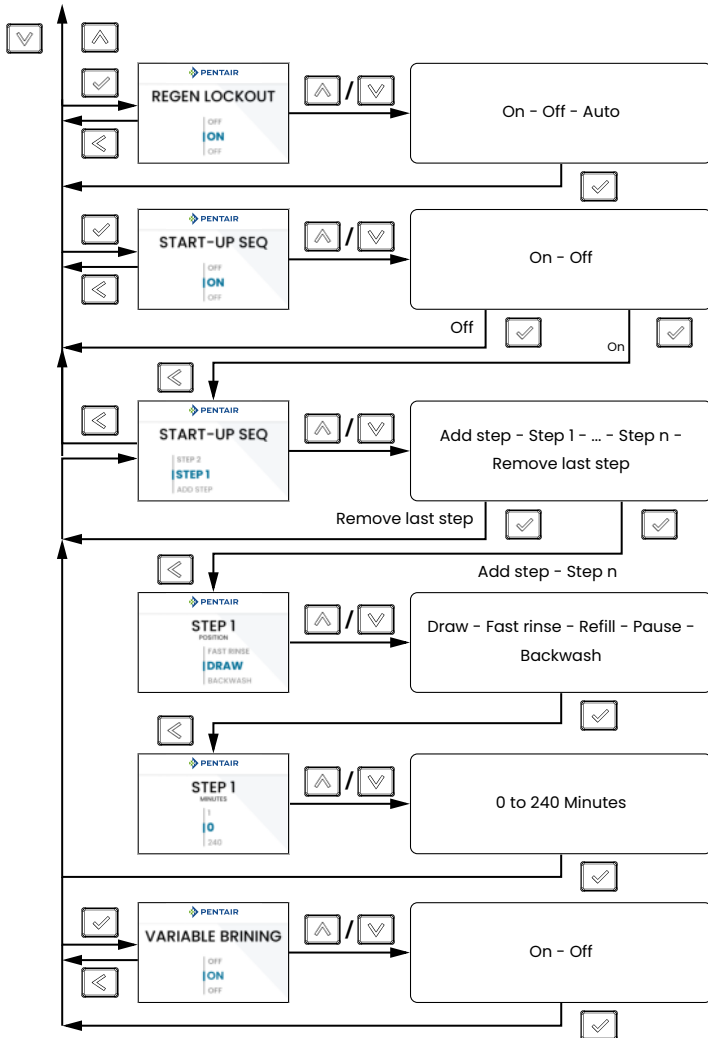 PENTAIR
REGEN LOCKOUT
OFF
ON
OFF
/
On - Off - Auto
PENTAIR
START-UP SEQ
OFF
ON
OFF
/
On - Off
Off
On
PENTAIR
START-UP SEQ
STEP 2
STEP 1
ADD STEP
/
Add step - Step 1 - ... - Step n -
Remove last step
Remove last step
Add step - Step n
PENTAIR
STEP 1
POSITION
FAST RINSE
DRAW
BACKWASH
/
Draw - Fast rinse - Refill - Pause -
Backwash
PENTAIR
STEP 1
MINUTES
1
0
240
/
0 to 240 Minutes
PENTAIR
VARIABLE BRINING
OFF
ON
OFF
/
On - Off